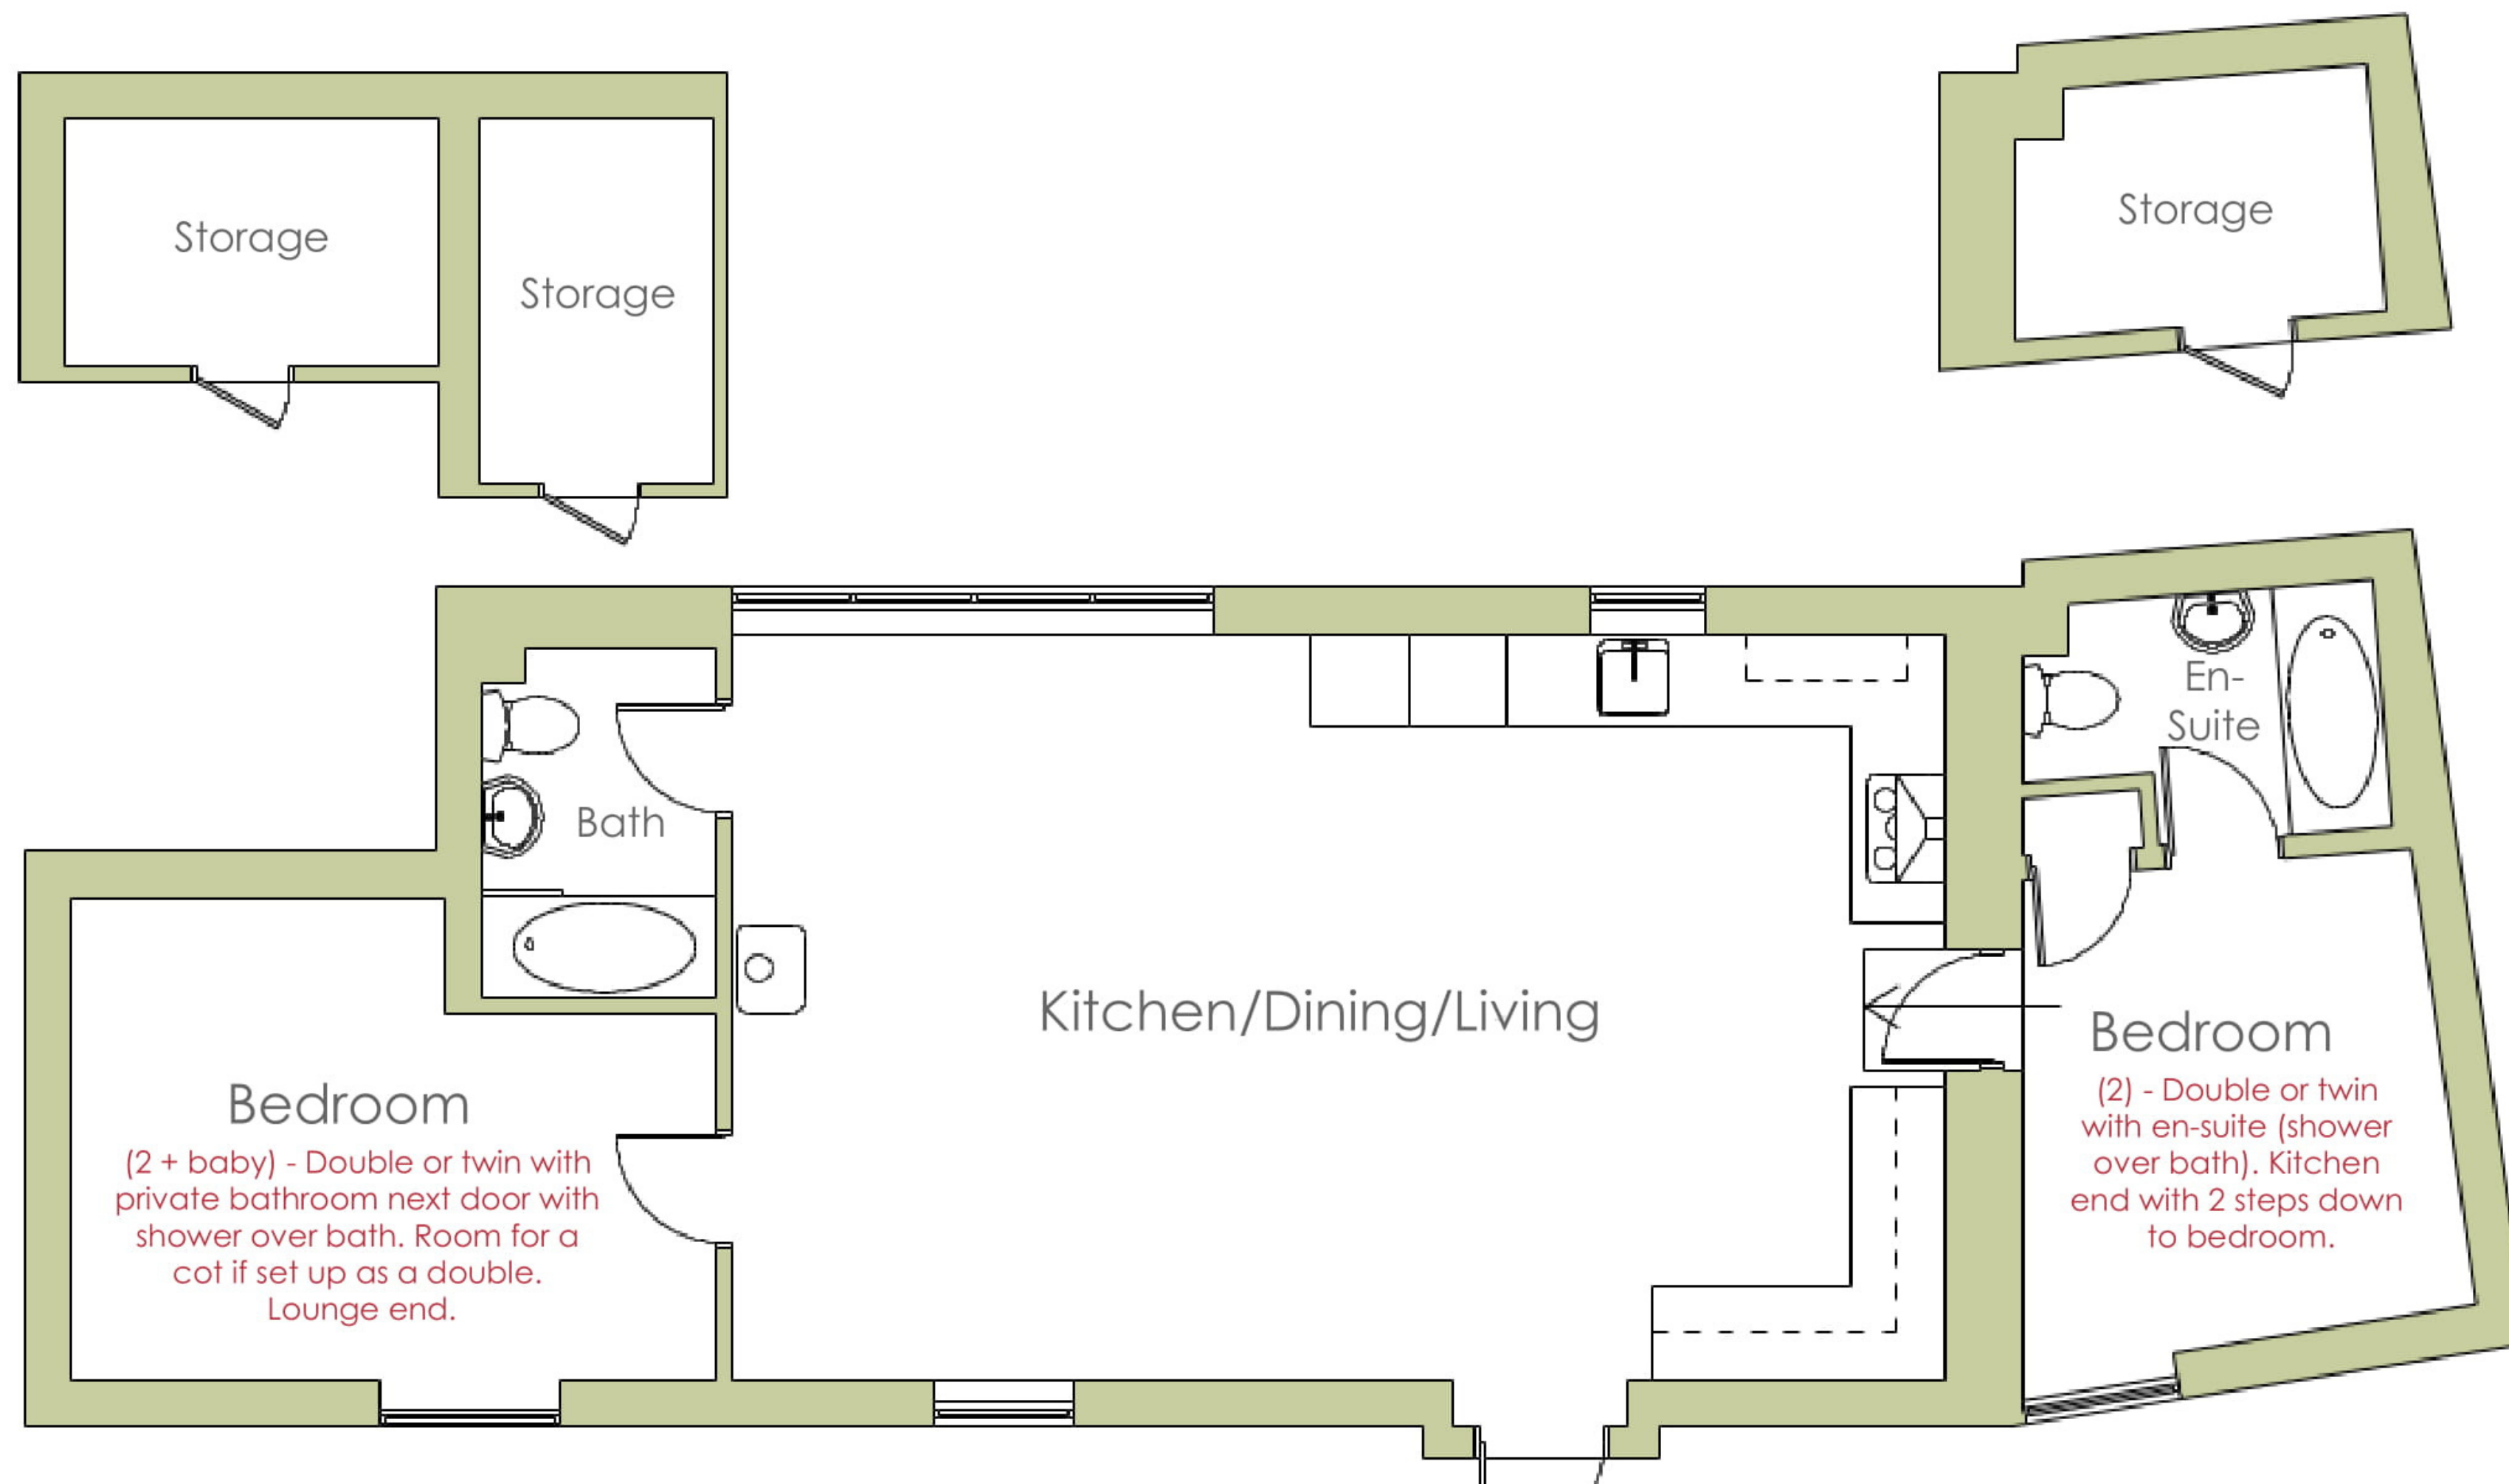 Storage
Storage
Storage
En-
Suite
Bath
Kitchen/Dining/Living
Bedroom
(2 + baby) - Double or twin with
private bathroom next door with
shower over bath. Room for a
cot if set up as a double.
Lounge end.
Bedroom
(2) - Double or twin
with en-suite (shower
over bath). Kitchen
end with 2 steps down
to bedroom.